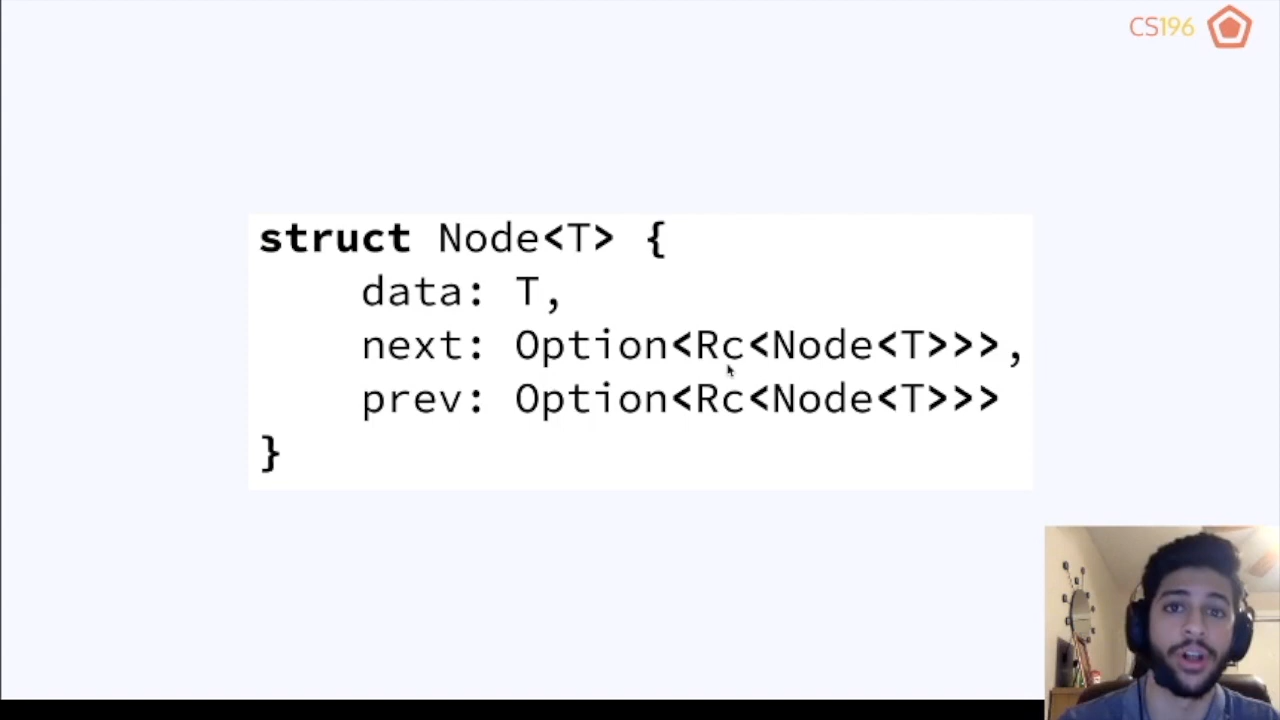 CS196
struct Node<T> {
data: T,
next: Option<Rc<Node<T>>>,
prev: Option<Rc<Node<T>>>
}